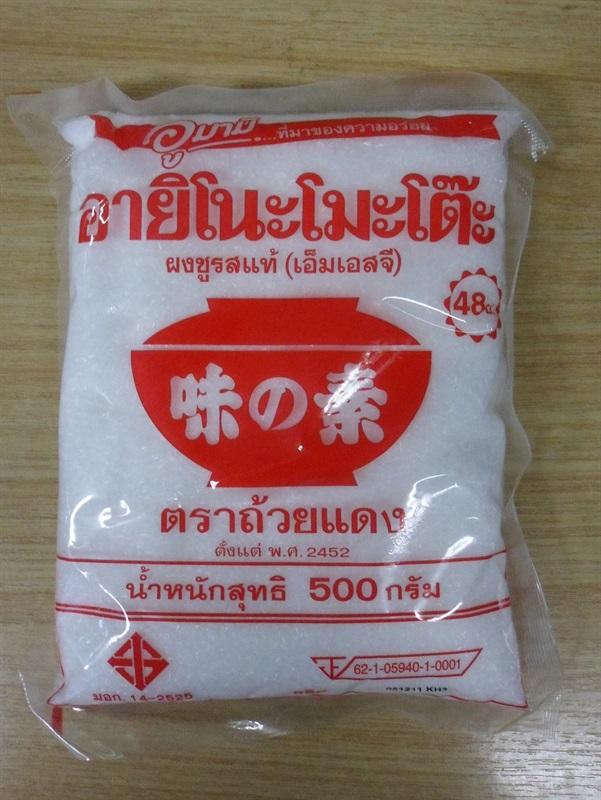 อูมามิ....ที่มาของความอร่อย
อายิโนะโมะโต๊ะ
ผงชูรสแท้ (เอ็มเอสจี)
48
味の素
ตราถ้วยแดง
ตั้งแต่ พ.ศ.2452
น้ำหนักสุทธิ 500 กรัม
62-1-05940-1-0001
มอก. 14-2525